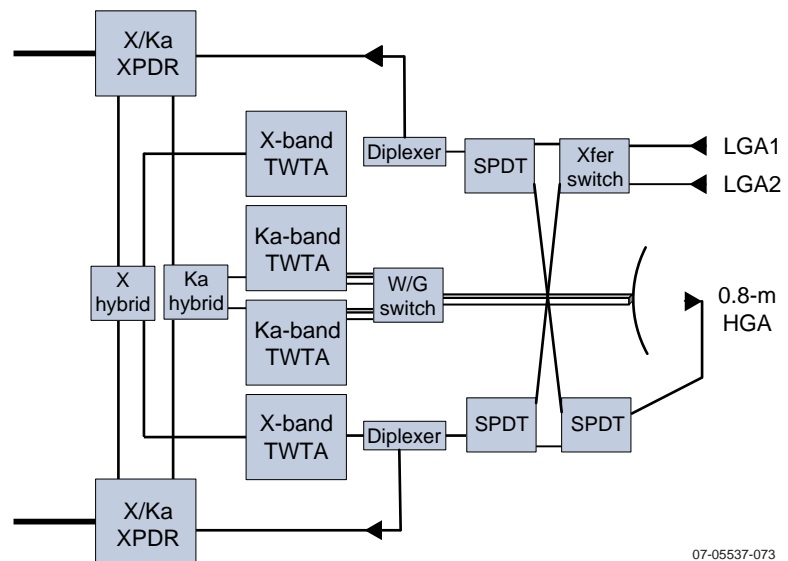 X/Ka
XPDR
X-band
TWTA
Diplexer
SPDT
Xfer
switch
LGA1
LGA2
Ka-band
TWTA
X
hybrid
Ka
hybrid
W/G
switch
0.8-m
HGA
Ka-band
TWTA
X-band
TWTA
Diplexer
SPDT
SPDT
X/Ka
XPDR
07-05537-073